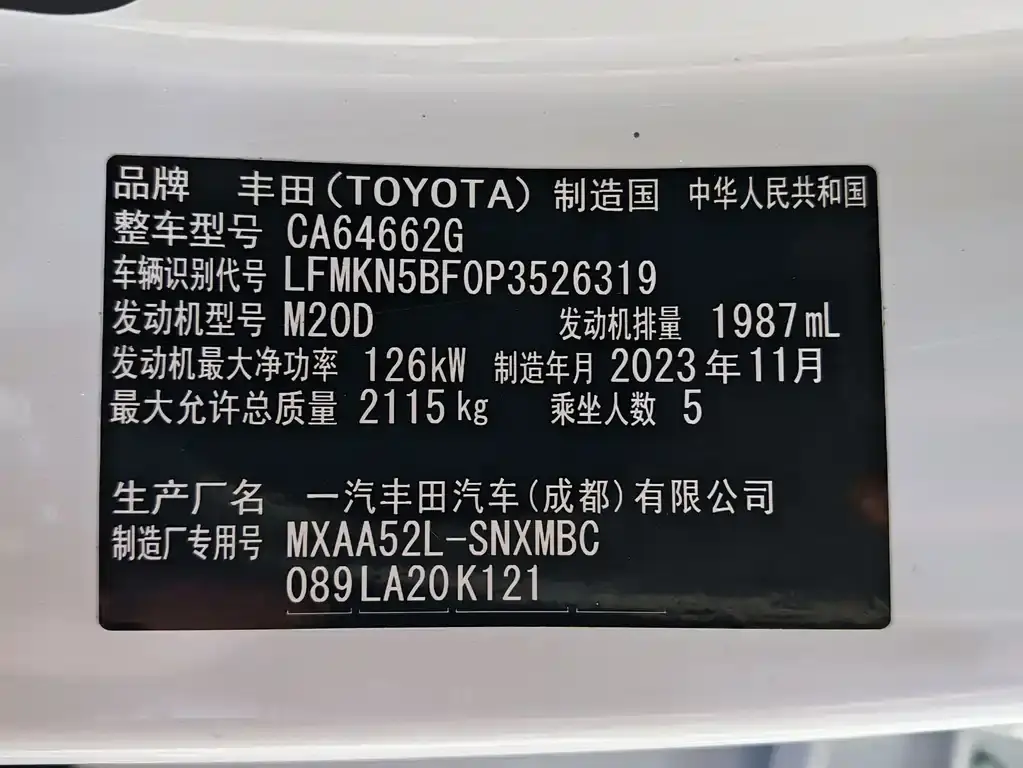 品牌 丰田(TOYOTA) 制造国 中华人民共和国
整车型号 CA64662G
车辆识别代号 LFMKN5BF0P3526319
发动机型号 M20D 发动机排量 1987mL
发动机最大净功率 126kW 制造年月 2023年11月
最大允许总质量 2115kg 乘坐人数 5
生产厂名 一汽丰田汽车(成都)有限公司
制造厂专用号 MXAA52L-SNXMBC
089LA20K121